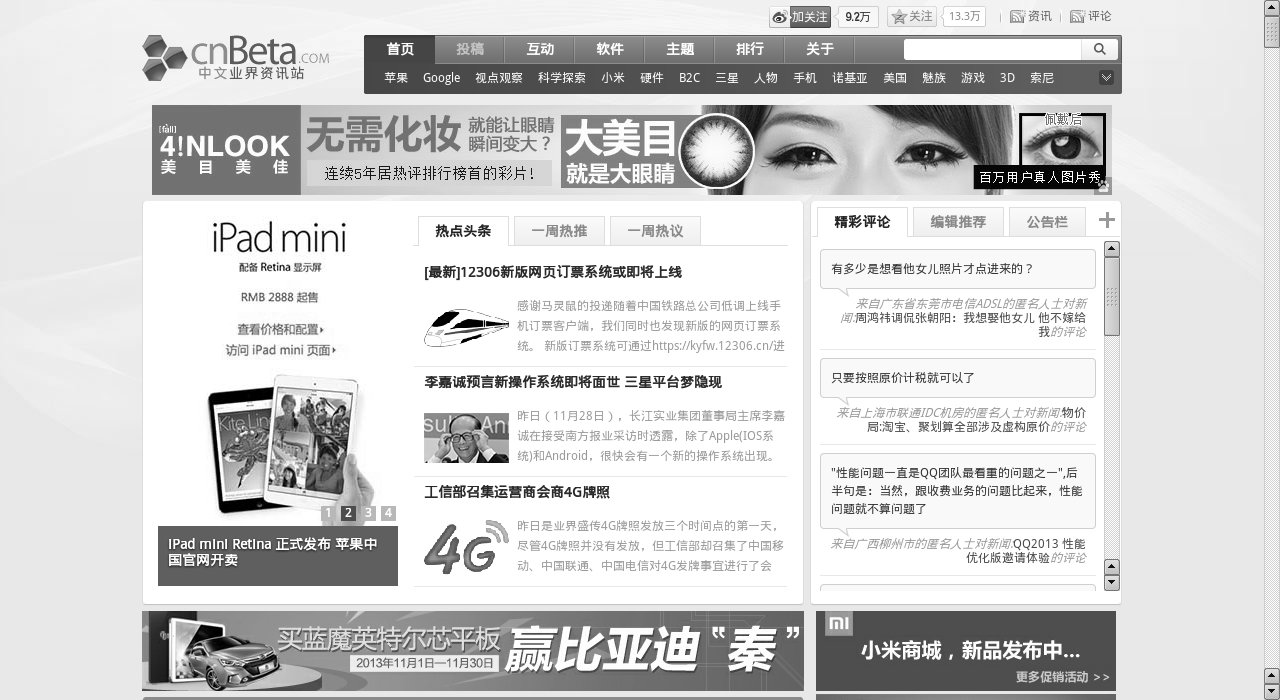 加关注
9.2万
关注
13.3万
资讯
评论
cnBeta.COM
中文业界资讯站
首页 投稿 互动 软件 主题 排行 关于
苹果 Google 视点观察 科学探索 小米 硬件 B2C 三星 人物 手机 诺基亚 美国 魅族 游戏 3D 索尼
[fāll]
4!NLOOK
美目美佳
无需化妆
就能让眼睛
瞬间变大？
连续5年居热评排行榜首的彩片!
大美目
就是大眼睛
佩戴后
百万用户真人图片秀
iPad mini
配备 Retina 显示屏
RMB 2888 起售
查看价格和配置
访问 iPad mini 页面
1 2 3 4
iPad mini Retina 正式发布 苹果中
国官网开卖
热点头条 一周热推 一周热议
[最新]12306新版网页订票系统或即将上线
感谢马灵鼠的投递随着中国铁路总公司低调上线手
机订票客户端，我们同时也发现新版的网页订票系
统。 新版订票系统可通过https://kyfw.12306.cn/进
李嘉诚预言新操作系统即将面世 三星平台梦隐现
昨日（11月28日），长江实业集团董事局主席李嘉
诚在接受南方报业采访时透露，除了Apple(IOS系
统)和Android，很快会有一个新的操作系统出现。
工信部召集运营商会商4G牌照
4G
昨日是业界盛传4G牌照发放三个时间点的第一天，
尽管4G牌照并没有发放，但工信部却召集了中国移
动、中国联通、中国电信对4G发牌事宜进行了会
精彩评论 编辑推荐 公告栏
有多少是想看他女儿照片才点进来的？
来自广东省东莞市电信ADSL的匿名人士对新
闻:周鸿祎调侃张朝阳：我想娶他女儿 他不嫁给
我的评论
只要按照原价计税就可以了
来自上海市联通IDC机房的匿名人士对新闻:物价
局:淘宝、聚划算全部涉及虚构原价的评论
"性能问题一直是QQ团队最看重的问题之一",后
半句是：当然，跟收费业务的问题比起来，性能
问题就不算问题了
来自广西柳州市的匿名人士对新闻:QQ2013 性能
优化版邀请体验的评论
买蓝魔英特尔芯平板
2013年11月1日—11月30日
赢比亚迪“秦”
mi
小米商城，新品发布中...
更多促销活动 >>